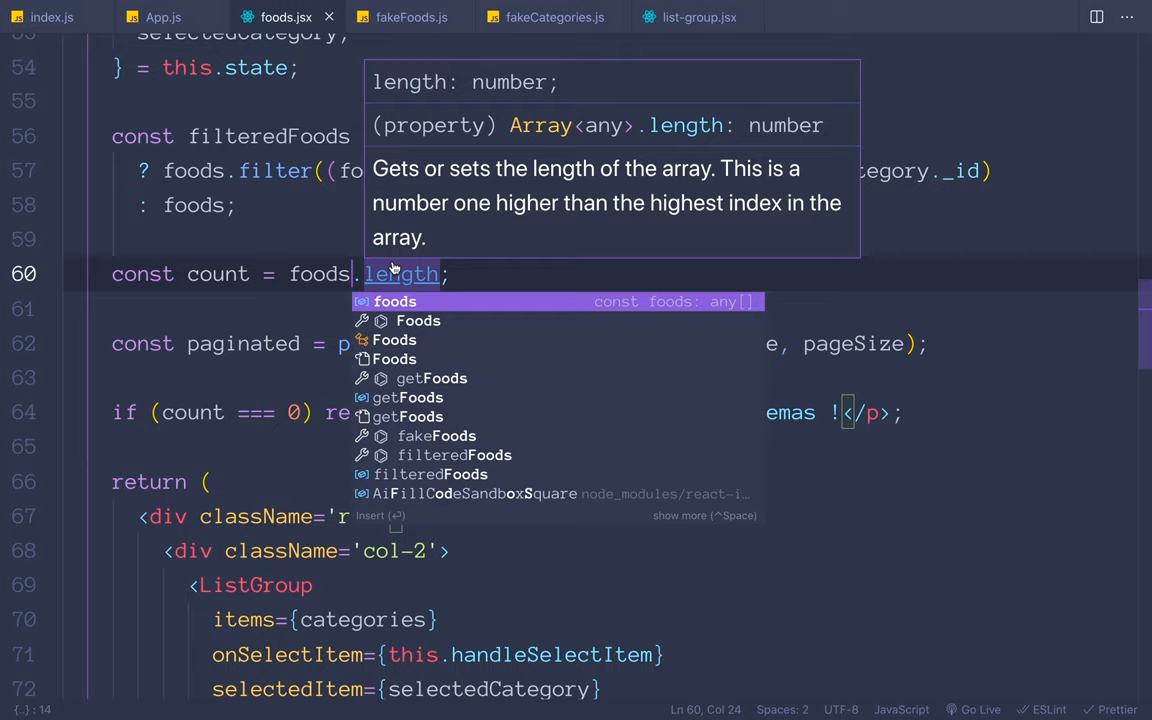 index.js App.js foods.jsx fakeFoods.js fakeCategories.js list-group.jsx
selectedCategory,
54 } = this.state;
55
56 const filteredFoods
57 ? foods.filter((fo tegory._id)
58 : foods;
59
60 const count = foods.length;
61
62 const paginated = p e, pageSize);
63
64 if (count === 0) re emas !</p>;
65
66 return (
67 <div className='r
68 <div className='col-2'>
69 <ListGroup
70 items={categories}
71 onSelectItem={this.handleSelectItem}
72 selectedItem={selectedCategory}
length: number;
(property) Array<any>.length: number
Gets or sets the length of the array. This is a
number one higher than the highest index in the
array.
foods const foods: any[]
Foods
Foods
Foods
getFoods
getFoods
getFoods
fakeFoods
filteredFoods
filteredFoods
AiFillCodeSandboxSquare node_modules/react-i…
Insert (↩) show more (^Space)
{..} : 14 Ln 60, Col 24 Spaces: 2 UTF-8 JavaScript Go Live ESLint Prettier